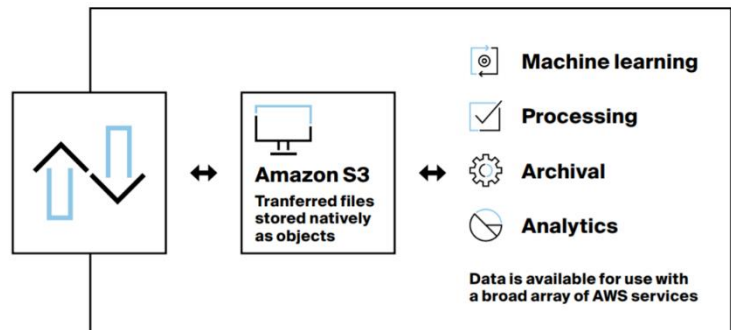 Machine learning
Processing
Amazon S3
Tranferred files
stored natively
as objects
Archival
Analytics
Data is available for use with
a broad array of AWS services